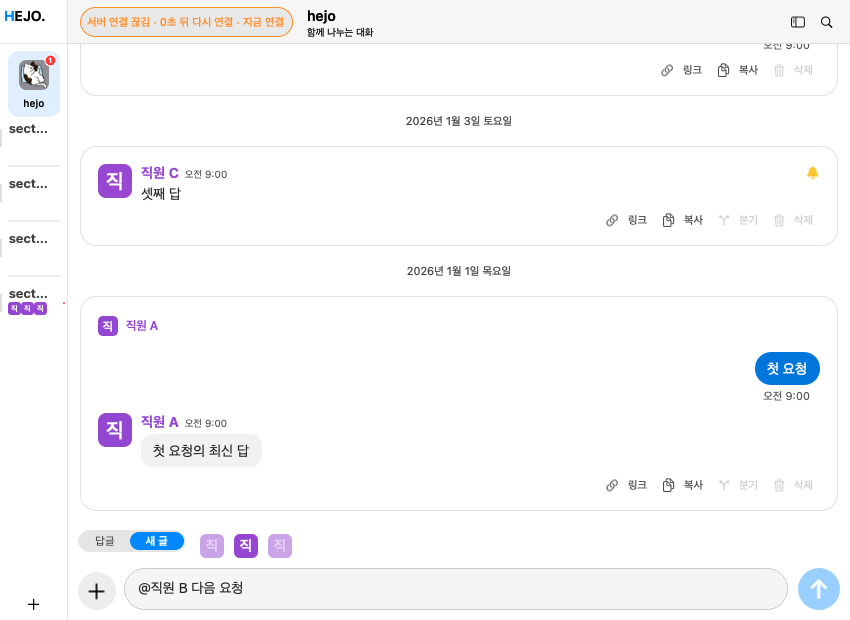 HEJO.
서버 연결 끊김 · 0초 뒤 다시 연결 · 지금 연결
hejo
함께 나누는 대화
1
hejo
sect...
sect...
sect...
sect...
직 직 직
오전 9:00
링크 복사 삭제
2026년 1월 3일 토요일
직
직원 C 오전 9:00
셋째 답
링크 복사 분기 삭제
2026년 1월 1일 목요일
직 직원 A
첫 요청
오전 9:00
직
직원 A 오전 9:00
첫 요청의 최신 답
링크 복사 분기 삭제
답글 새 글 직 직 직
@직원 B 다음 요청